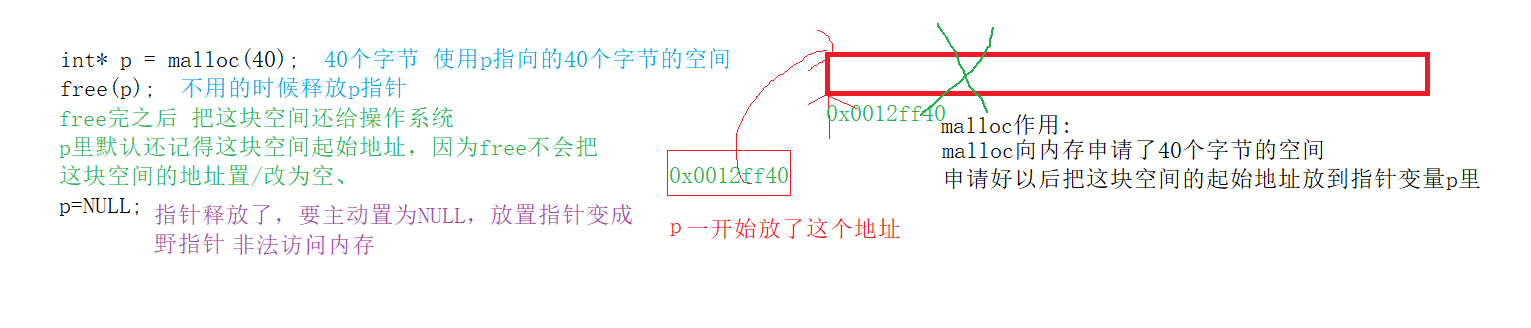 int* p = malloc(40); 40个字节 使用p指向的40个字节的空间
free(p); 不用的时候释放p指针
free完之后 把这块空间还给操作系统
p里默认还记得这块空间起始地址，因为free不会把
这块空间的地址置/改为空、
p=NULL; 指针释放了，要主动置为NULL，放置指针变成
野指针 非法访问内存
0x0012ff40
p 一开始放了这个地址
0x0012ff40
malloc作用：
malloc向内存申请了40个字节的空间
申请好以后把这块空间的起始地址放到指针变量p里